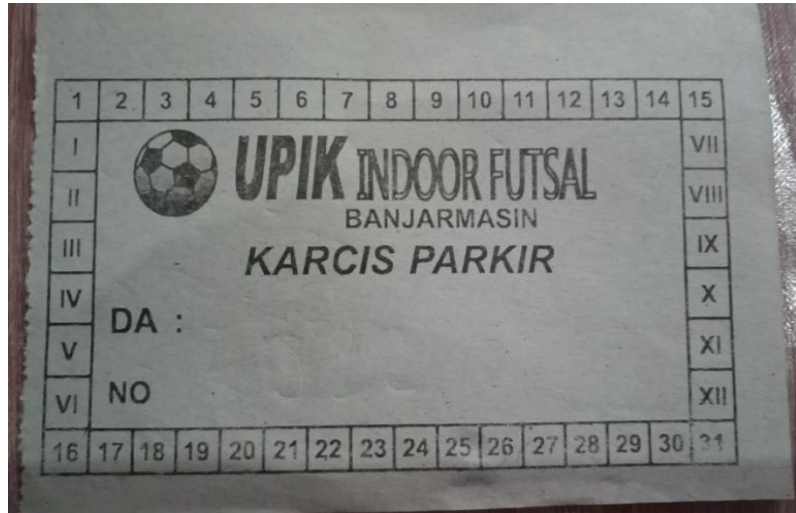 1 2 3 4 5 6 7 8 9 10 11 12 13 14 15
I VII
UPIK INDOOR FUTSAL
II VIII
BANJARMASIN
III IX
KARCIS PARKIR
IV X
DA :
V XI
NO
VI XII
16 17 18 19 20 21 22 23 24 25 26 27 28 29 30 31